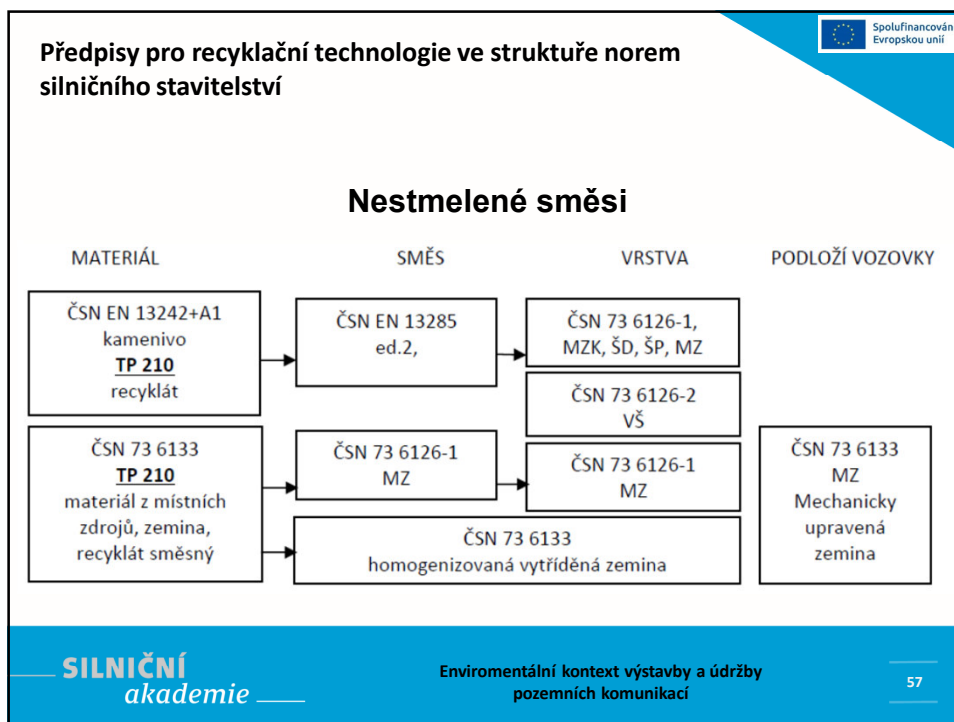 Předpisy pro recyklační technologie ve struktuře norem
silničního stavitelství
Spolufinancován
Evropskou unií
Nestmelené směsi
MATERIÁL
SMĚS
VRSTVA
PODLOŽÍ VOZOVKY
ČSN EN 13242+A1
kamenivo
TP 210
recyklát
ČSN EN 13285
ed.2,
ČSN 73 6126-1,
MZK, ŠD, ŠP, MZ
ČSN 73 6126-2
VŠ
ČSN 73 6133
TP 210
materiál z místních
zdrojů, zemina,
recyklát směsný
ČSN 73 6126-1
MZ
ČSN 73 6126-1
MZ
ČSN 73 6133
homogenizovaná vytříděná zemina
ČSN 73 6133
MZ
Mechanicky
upravená
zemina
SILNIČNÍ
akademie
Enviromentální kontext výstavby a údržby
pozemních komunikací
57